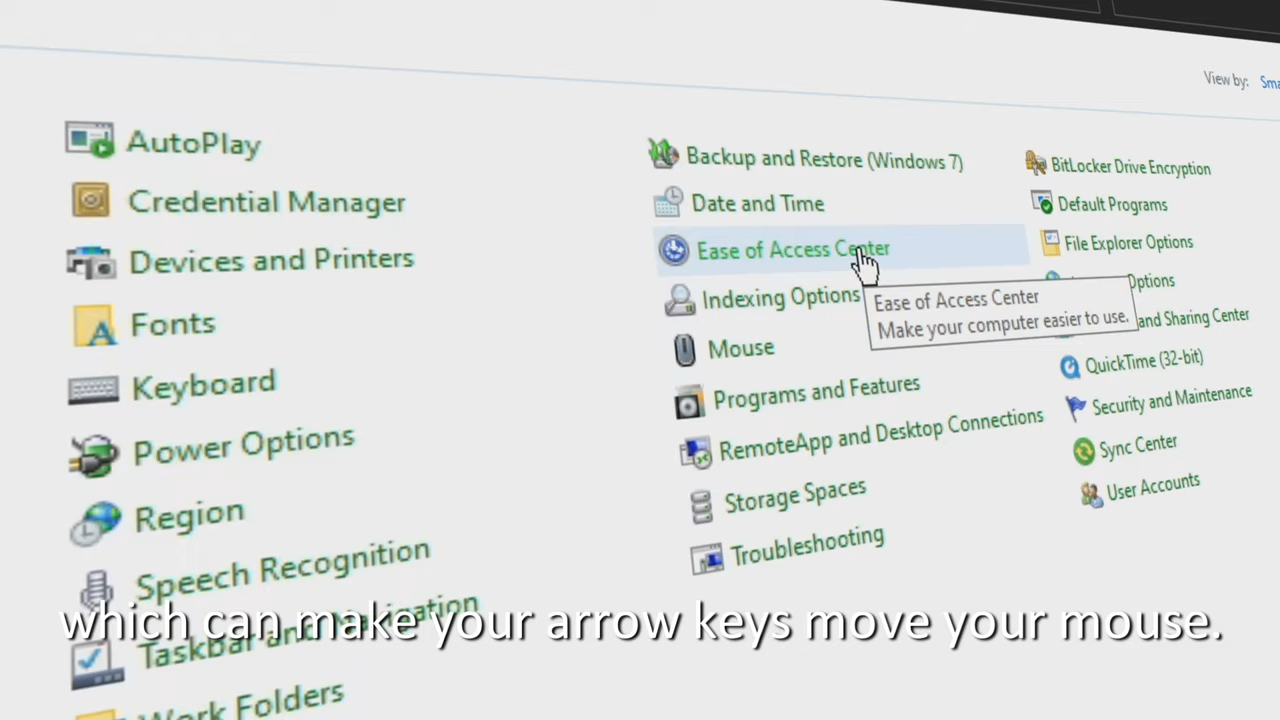 View by:
AutoPlay
Credential Manager
Devices and Printers
Fonts
Keyboard
Power Options
Region
Speech Recognition
Taskbar and Navigation
Work Folders
Backup and Restore (Windows 7)
Date and Time
Ease of Access Center
Indexing Options
Mouse
Programs and Features
RemoteApp and Desktop Connections
Storage Spaces
Troubleshooting
BitLocker Drive Encryption
Default Programs
File Explorer Options
Options
and Sharing Center
QuickTime (32-bit)
Security and Maintenance
Sync Center
User Accounts
Ease of Access Center
Make your computer easier to use.
which can make your arrow keys move your mouse.